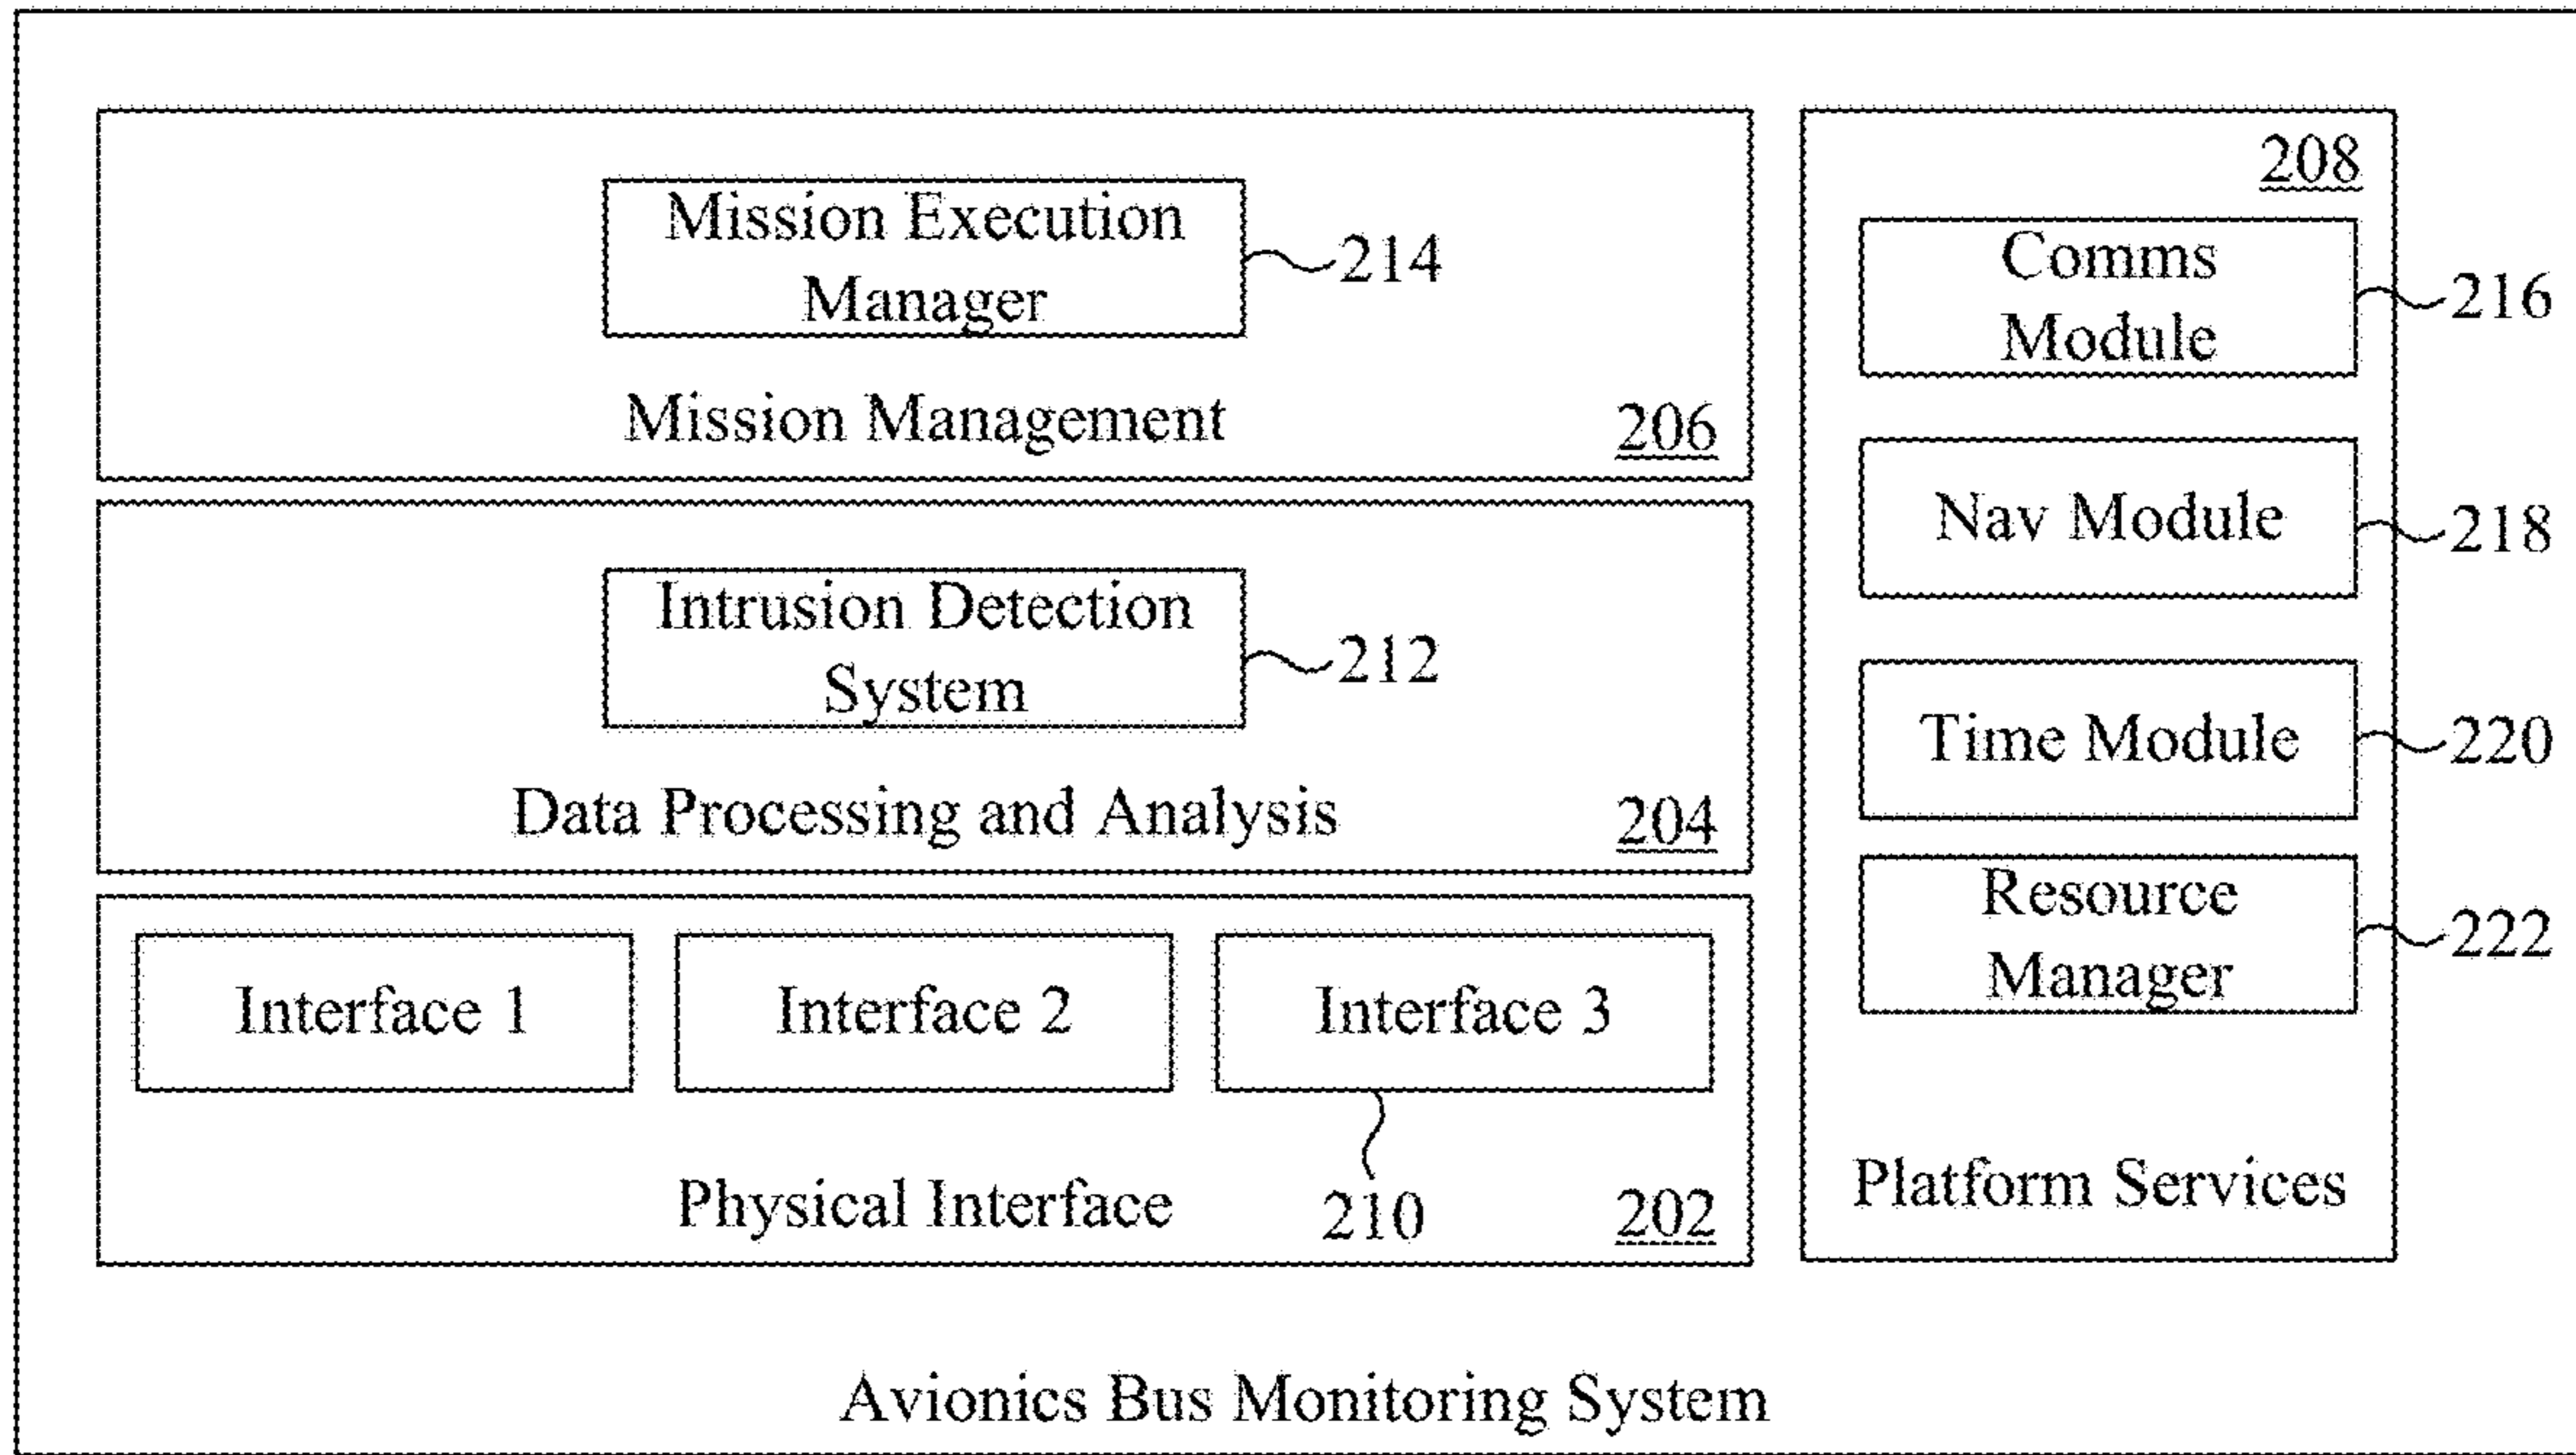 Mission Execution
Manager
214
Mission Management
206
Intrusion Detection
System
212
Data Processing and Analysis
204
Interface 1
Interface 2
Interface 3
210
Physical Interface
202
208
Comms
Module
216
Nav Module
218
Time Module
220
Resource
Manager
222
Platform Services
Avionics Bus Monitoring System